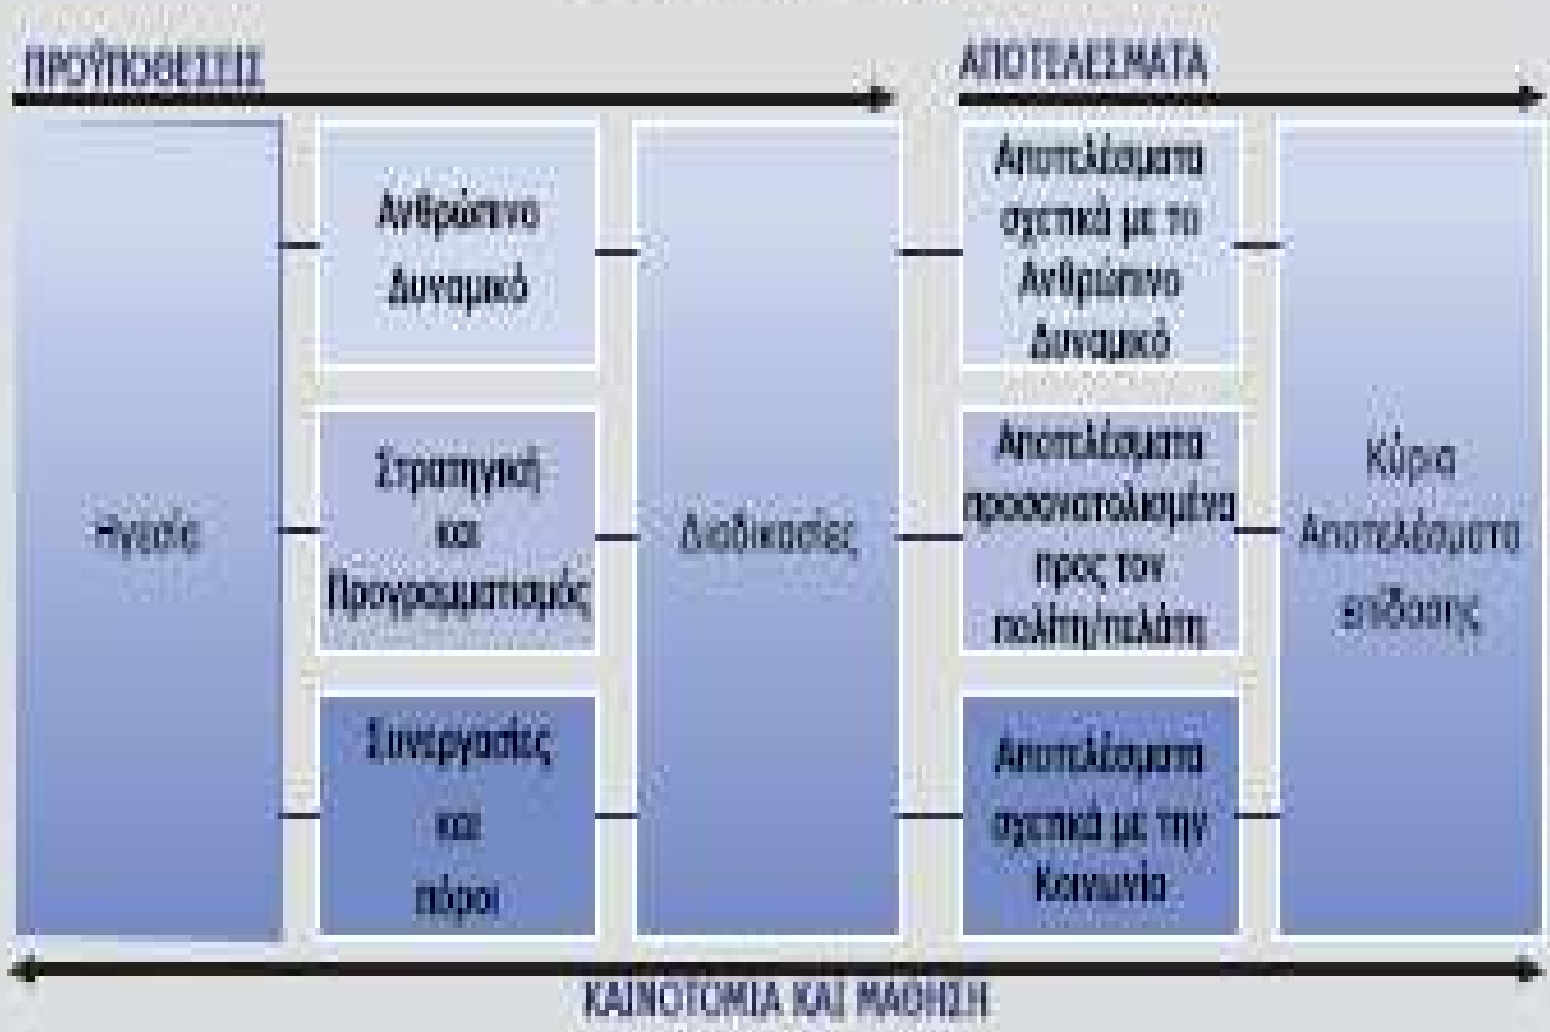 ΠΡΟΫΠΟΘΕΣΕΙΣ
ΑΠΟΤΕΛΕΣΜΑΤΑ
Ηγεσία
Ανθρώπινο
Δυναμικό
Στρατηγική
και
Προγραμματισμός
Συνεργασίες
και
πόροι
Διαδικασίες
Αποτελέσματα
σχετικά με το
Ανθρώπινο
Δυναμικό
Αποτελέσματα
προσανατολισμένα
προς τον
πολίτη/πελάτη
Αποτελέσματα
σχετικά με την
Κοινωνία
Κύρια
Αποτελέσματα
επίδοσης
ΚΑΙΝΟΤΟΜΙΑ ΚΑΙ ΜΑΘΗΣΗ